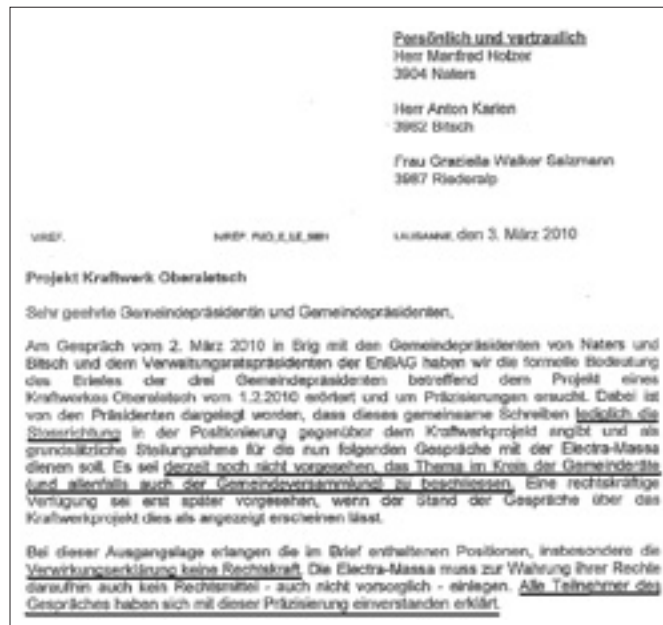 Persönlich und vertraulich
Herr Manfred Holzer
3904 Naters
Herr Anton Karlen
3982 Bitsch
Frau Graziella Walker Salzmann
3987 Riederalp
V/REF. N/REF. LAUSANNE, den 3. März 2010
Projekt Kraftwerk Oberaletsch
Sehr geehrte Gemeindepräsidentin und Gemeindepräsidenten,
Am Gespräch vom 2. März 2010 in Brig mit den Gemeindepräsidenten von Naters und
Bitsch und dem Verwaltungsratspräsidenten der EnBAG haben wir die formelle Bedeutung
des Briefes der drei Gemeindepräsidenten betreffend dem Projekt eines
Kraftwerkes Oberaletsch vom 1.2.2010 erörtert und um Präzisierungen ersucht. Dabei ist
von den Präsidenten dargelegt worden, dass dieses gemeinsame Schreiben lediglich die
Stossrichtung in der Positionierung gegenüber dem Kraftwerkprojekt angibt und als
grundsätzliche Stellungnahme für die nun folgenden Gespräche mit der Electra-Massa
dienen soll. Es sei derzeit noch nicht vorgesehen, das Thema im Kreis der Gemeinderäte
(und allenfalls auch der Gemeindeversammlung) zu beschliessen. Eine rechtskräftige
Verfügung sei erst später vorgesehen, wenn der Stand der Gespräche über das
Kraftwerkprojekt dies als angezeigt erscheinen lässt.
Bei dieser Ausgangslage erlangen die im Brief enthaltenen Positionen, insbesondere die
Verwirkungserklärung keine Rechtskraft. Die Electra-Massa muss zur Wahrung ihrer Rechte
daraufhin auch kein Rechtsmittel - auch nicht vorsorglich - einlegen. Alle Teilnehmer des
Gespräches haben sich mit dieser Präzisierung einverstanden erklärt.